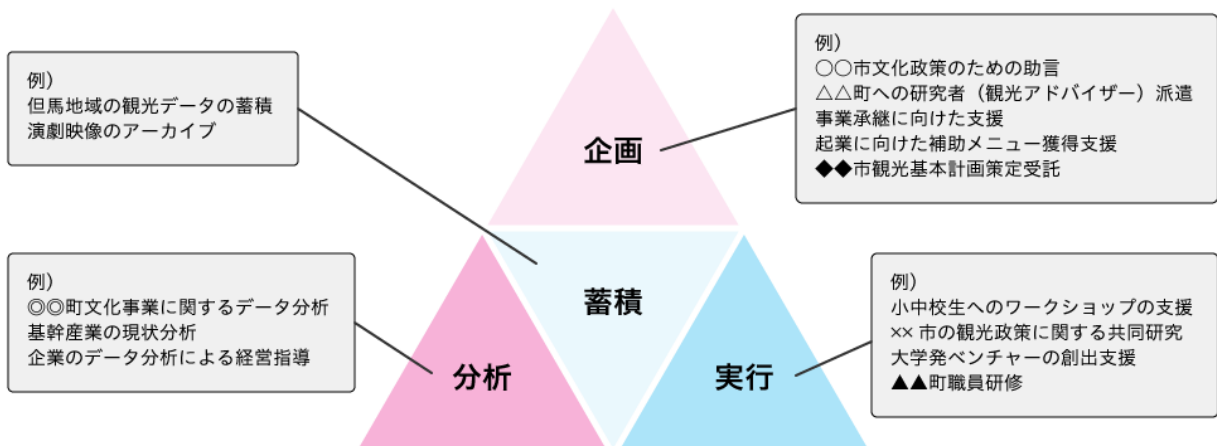 例)
但馬地域の観光データの蓄積
演劇映像のアーカイブ
企画
例)
○○市文化政策のための助言
△△町への研究者（観光アドバイザー）派遣
事業承継に向けた支援
起業に向けた補助メニュー獲得支援
◆◆市観光基本計画策定受託
蓄積
例)
◎◎町文化事業に関するデータ分析
基幹産業の現状分析
企業のデータ分析による経営指導
分析
実行
例)
小中校生へのワークショップの支援
×× 市の観光政策に関する共同研究
大学発ベンチャーの創出支援
▲▲町職員研修